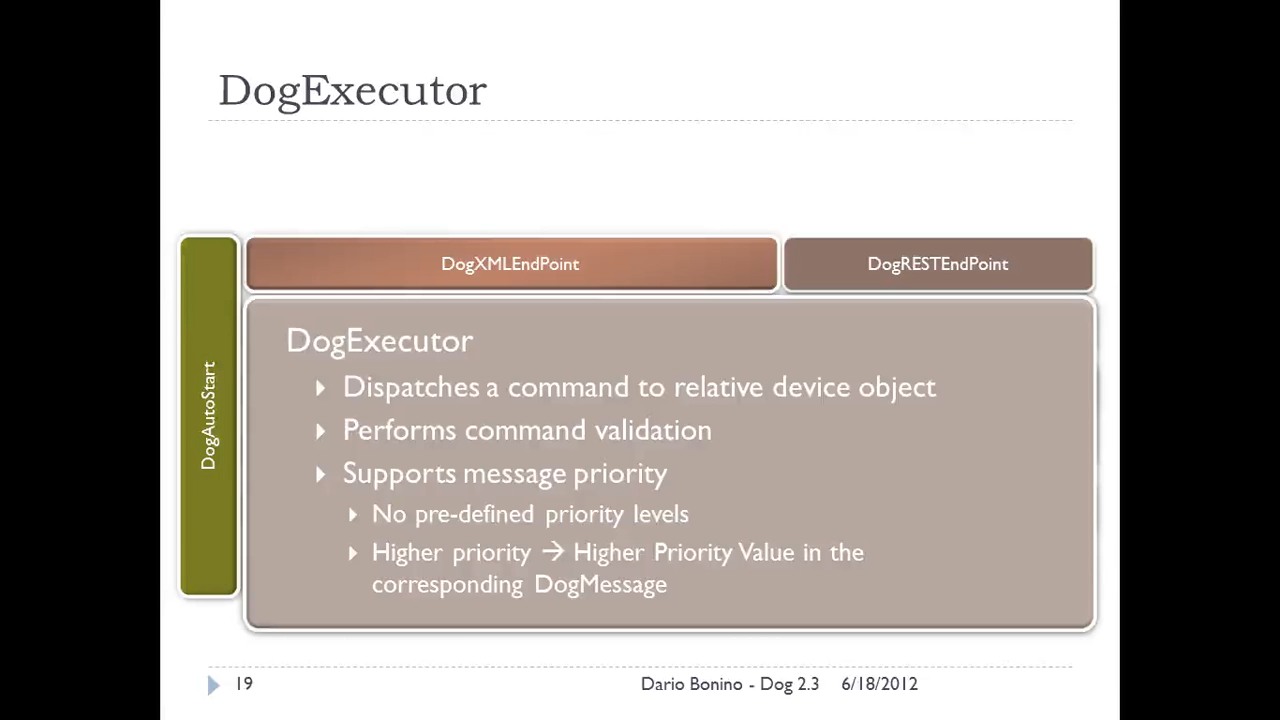 DogExecutor
DogXMLEndPoint
DogRESTEndPoint
DogAutoStart
DogExecutor
Dispatches a command to relative device object
Performs command validation
Supports message priority
No pre-defined priority levels
Higher priority → Higher Priority Value in the
corresponding DogMessage
19
Dario Bonino - Dog 2.3
6/18/2012